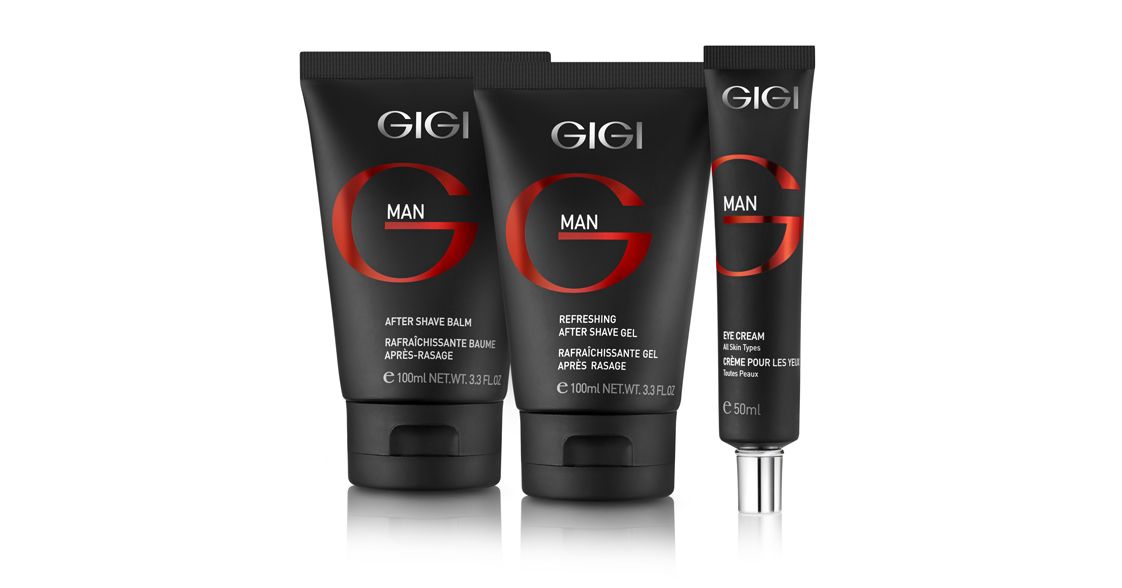 GIGI
MAN
AFTER SHAVE BALM
RAFRAÎCHISSANTE BAUME
APRÈS-RASAGE
e 100ml NET.WT. 3.3 FL.OZ
GIGI
MAN
REFRESHING
AFTER SHAVE GEL
RAFRAÎCHISSANTE GEL
APRÈS RASAGE
e 100ml NET.WT. 3.3 FL.OZ
GIGI
MAN
EYE CREAM
All Skin Types
CRÈME POUR LES YEUX
Toutes Peaux
e 50ml